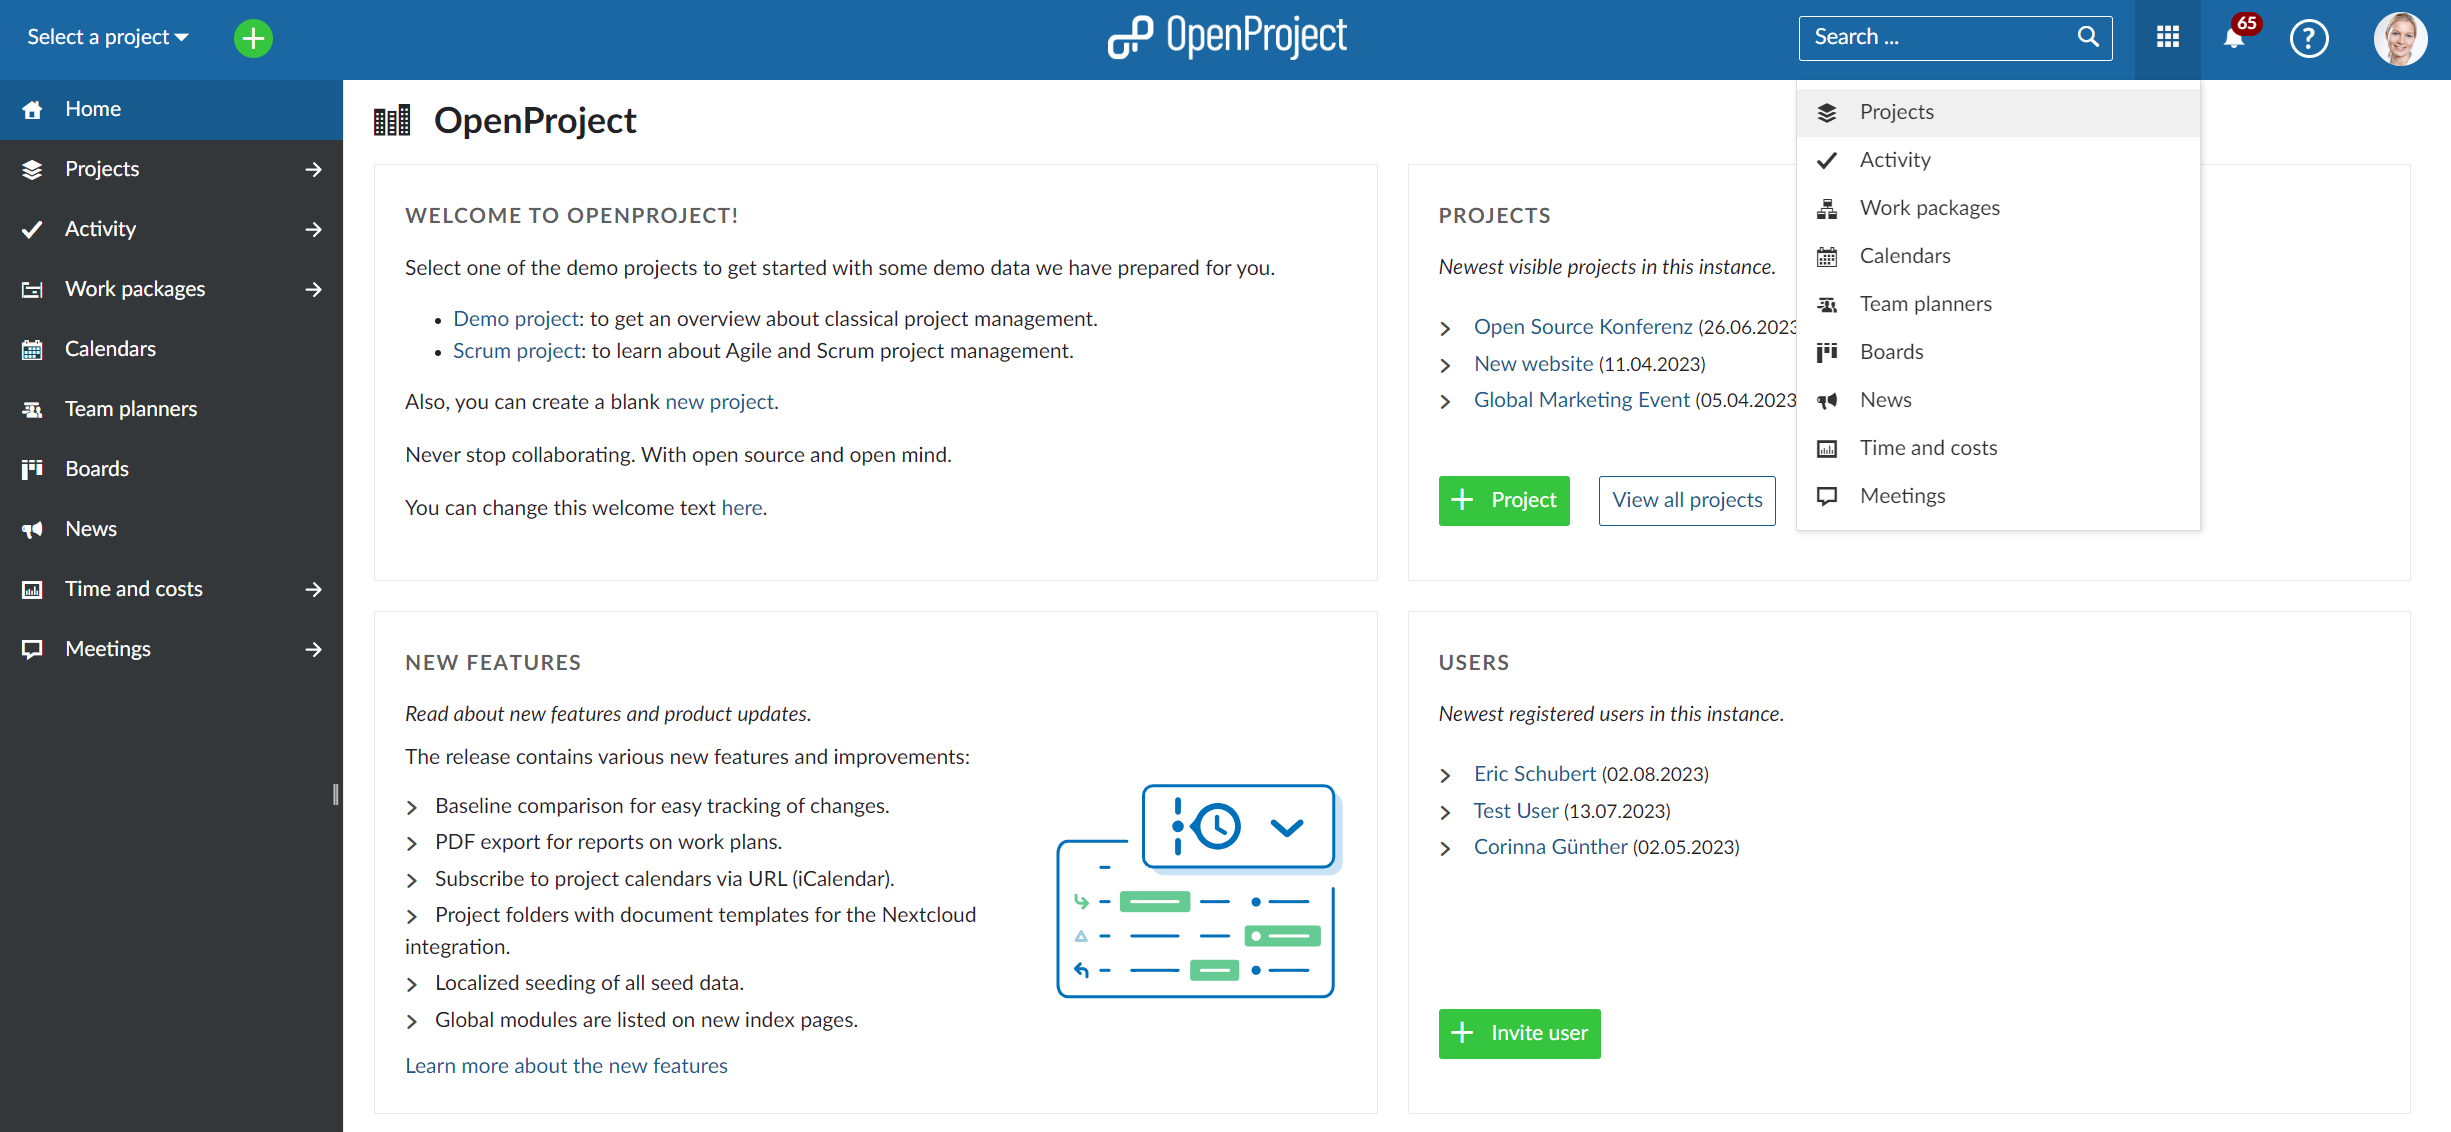 Select a project
OpenProject
Search ...
65
?
Home
Projects
Activity
Work packages
Calendars
Team planners
Boards
News
Time and costs
Meetings
OpenProject
WELCOME TO OPENPROJECT!
Select one of the demo projects to get started with some demo data we have prepared for you.
• Demo project: to get an overview about classical project management.
• Scrum project: to learn about Agile and Scrum project management.
Also, you can create a blank new project.
Never stop collaborating. With open source and open mind.
You can change this welcome text here.
PROJECTS
Newest visible projects in this instance.
Open Source Konferenz (26.06.2023
New website (11.04.2023)
Global Marketing Event (05.04.2023
Project
View all projects
Projects
Activity
Work packages
Calendars
Team planners
Boards
News
Time and costs
Meetings
NEW FEATURES
Read about new features and product updates.
The release contains various new features and improvements:
Baseline comparison for easy tracking of changes.
PDF export for reports on work plans.
Subscribe to project calendars via URL (iCalendar).
Project folders with document templates for the Nextcloud
integration.
Localized seeding of all seed data.
Global modules are listed on new index pages.
Learn more about the new features
USERS
Newest registered users in this instance.
Eric Schubert (02.08.2023)
Test User (13.07.2023)
Corinna Günther (02.05.2023)
Invite user